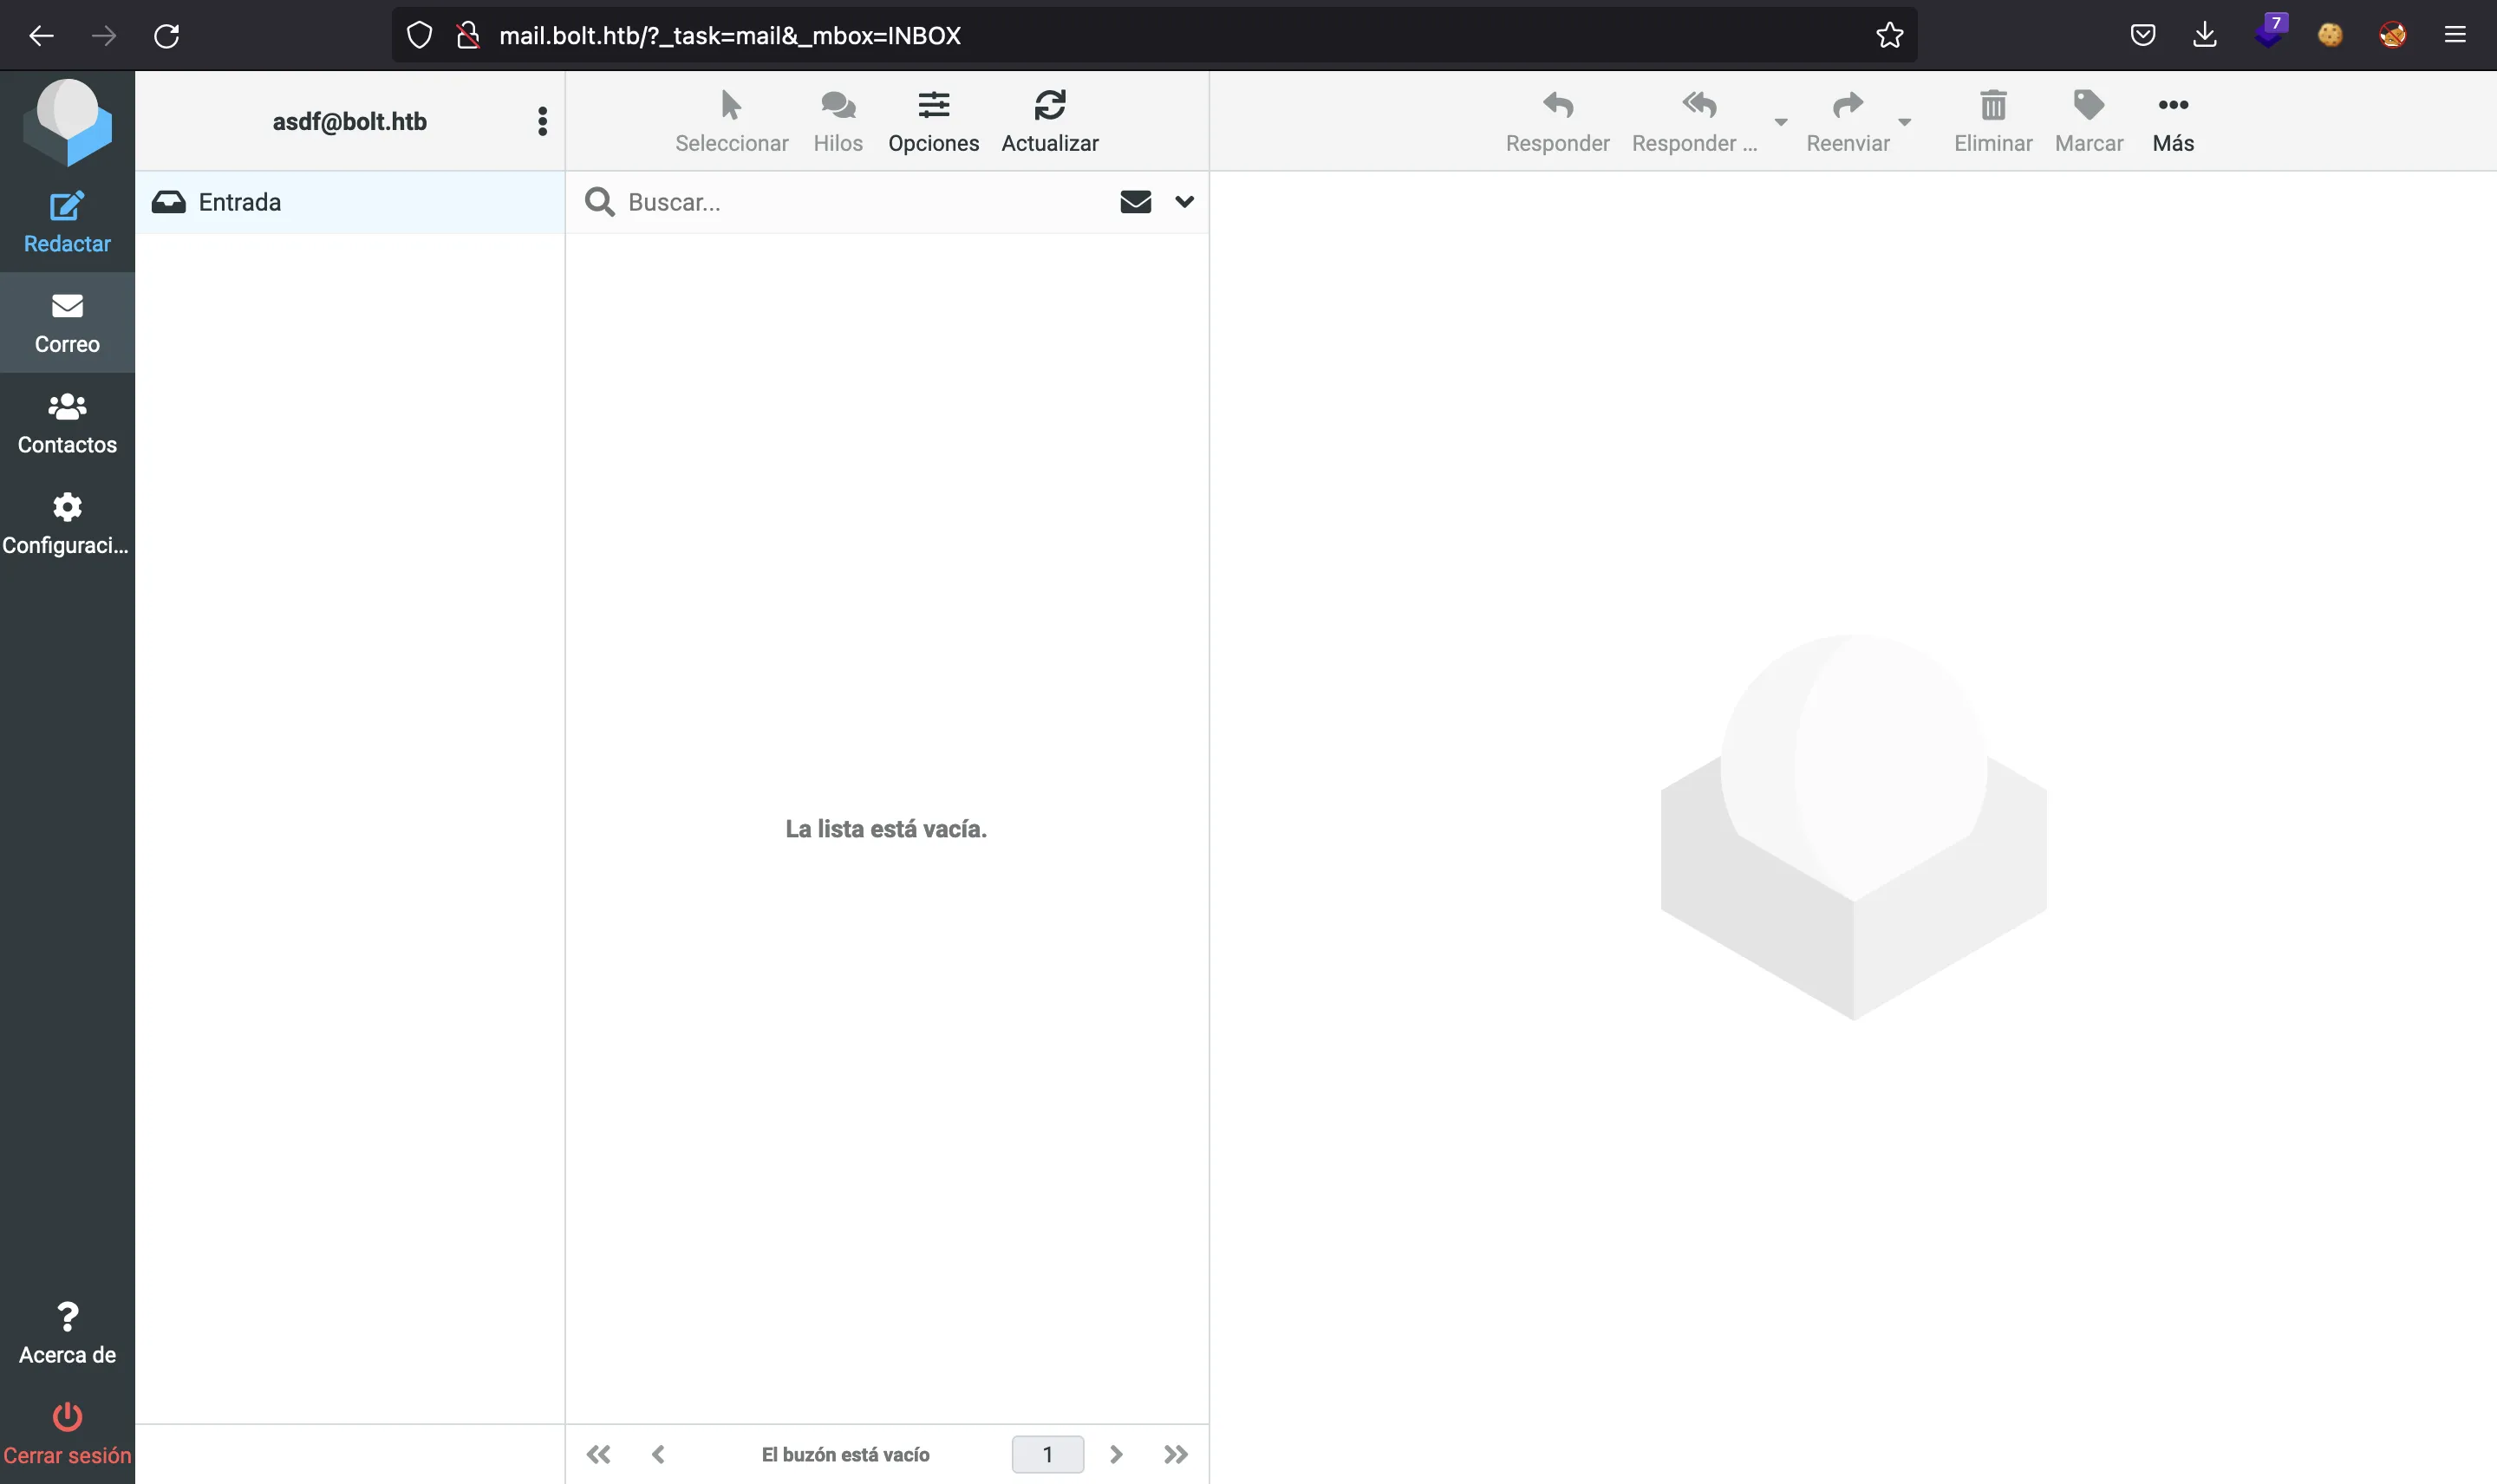 mail.bolt.htb/?_task=mail&_mbox=INBOX
7
asdf@bolt.htb
Seleccionar
Hilos
Opciones
Actualizar
Responder
Responder ...
Reenviar
Eliminar
Marcar
Más
Redactar
Correo
Contactos
Configuraci...
Acerca de
Cerrar sesión
Entrada
Buscar...
La lista está vacía.
El buzón está vacío
1